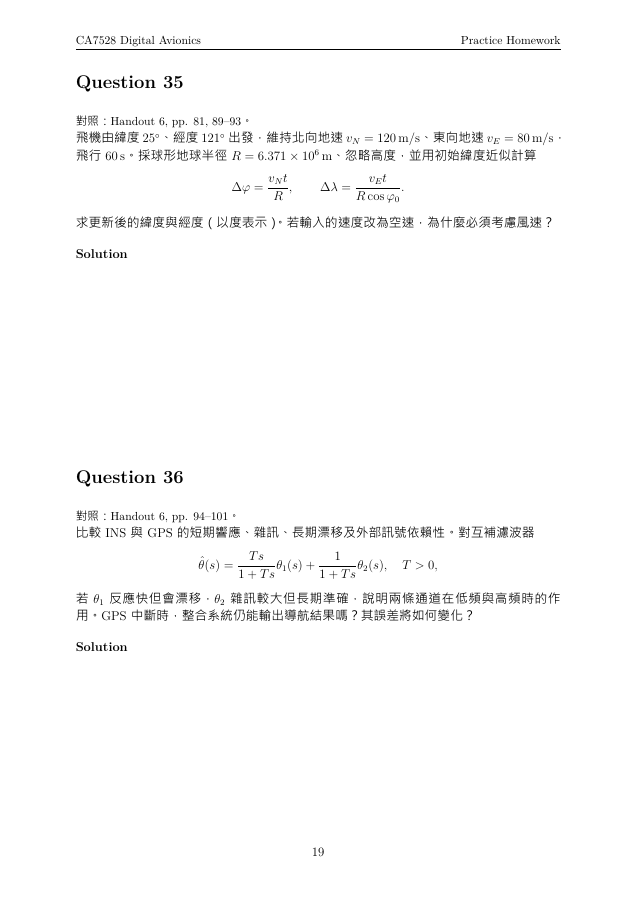 CA7528 Digital Avionics Practice Homework
Question 35
對照：Handout 6, pp. 81, 89–93。
飛機由緯度 25°、經度 121° 出發，維持北向地速 v_N = 120 m/s、東向地速 v_E = 80 m/s，
飛行 60 s。採球形地球半徑 R = 6.371 × 10^6 m、忽略高度，並用初始緯度近似計算
Δφ = v_N t / R, Δλ = v_E t / (R cos φ_0).
求更新後的緯度與經度（以度表示）。若輸入的速度改為空速，為什麼必須考慮風速？
Solution
Question 36
對照：Handout 6, pp. 94–101。
比較 INS 與 GPS 的短期響應、雜訊、長期漂移及外部訊號依賴性。對互補濾波器
θ̂(s) = Ts / (1 + Ts) θ_1(s) + 1 / (1 + Ts) θ_2(s), T > 0,
若 θ_1 反應快但會漂移，θ_2 雜訊較大但長期準確，說明兩條通道在低頻與高頻時的作
用。GPS 中斷時，整合系統仍能輸出導航結果嗎？其誤差將如何變化？
Solution
19